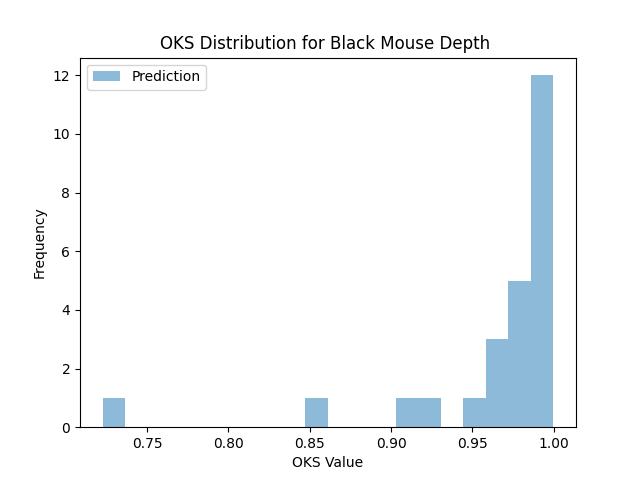 OKS Distribution for Black Mouse Depth
Prediction
Frequency
12
10
8
6
4
2
0
0.75 0.80 0.85 0.90 0.95 1.00
OKS Value